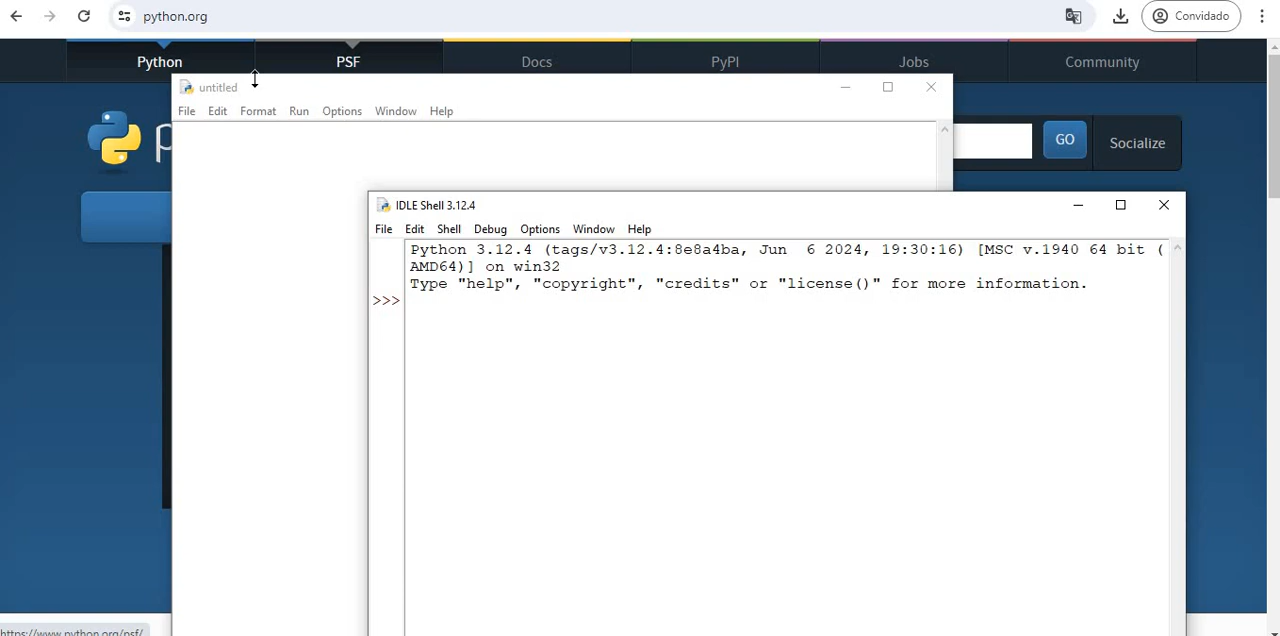 python.org
Convidado
Python
PSF
Docs
PyPI
Jobs
Community
untitled
File Edit Format Run Options Window Help
p
GO
Socialize
IDLE Shell 3.12.4
File Edit Shell Debug Options Window Help
Python 3.12.4 (tags/v3.12.4:8e8a4ba, Jun  6 2024, 19:30:16) [MSC v.1940 64 bit (
AMD64)] on win32
Type "help", "copyright", "credits" or "license()" for more information.
>>>
https://www.python.org/psf/